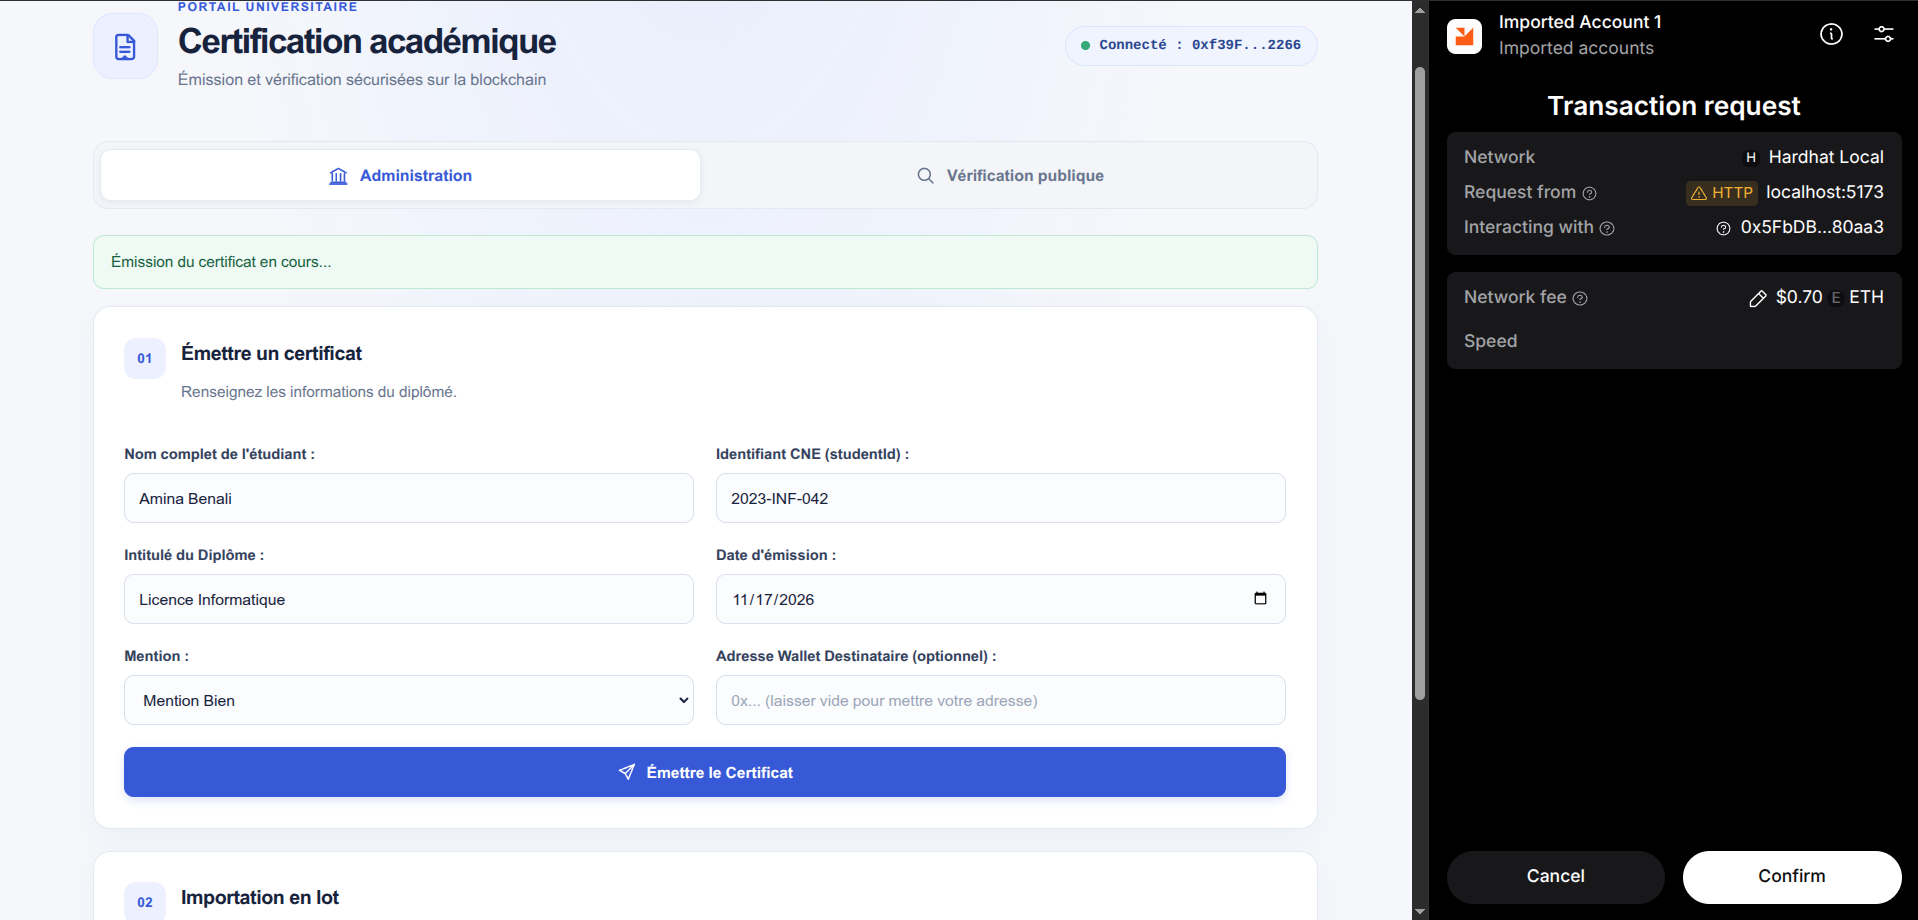 PORTAIL UNIVERSITAIRE
Certification académique
Émission et vérification sécurisées sur la blockchain
Connecté : 0xf39F...2266
Administration
Vérification publique
Émission du certificat en cours...
01
Émettre un certificat
Renseignez les informations du diplômé.
Nom complet de l'étudiant :
Identifiant CNE (studentId) :
Amina Benali
2023-INF-042
Intitulé du Diplôme :
Date d'émission :
Licence Informatique
11/17/2026
Mention :
Adresse Wallet Destinataire (optionnel) :
Mention Bien
0x... (laisser vide pour mettre votre adresse)
Émettre le Certificat
02
Importation en lot
Imported Account 1
Imported accounts
Transaction request
Network
H Hardhat Local
Request from
HTTP localhost:5173
Interacting with
0x5FbDB...80aa3
Network fee
$0.70 E ETH
Speed
Cancel
Confirm